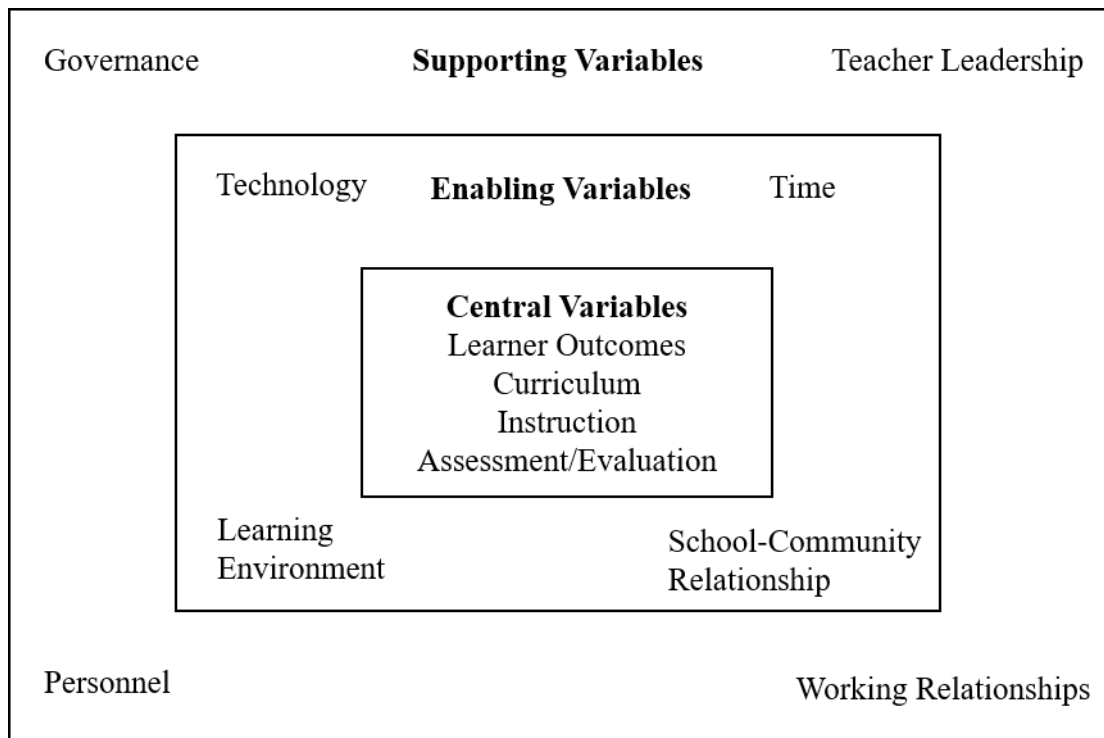 Governance Supporting Variables Teacher Leadership
Technology Enabling Variables Time
Central Variables
Learner Outcomes
Curriculum
Instruction
Assessment/Evaluation
Learning
Environment
School-Community
Relationship
Personnel
Working Relationships